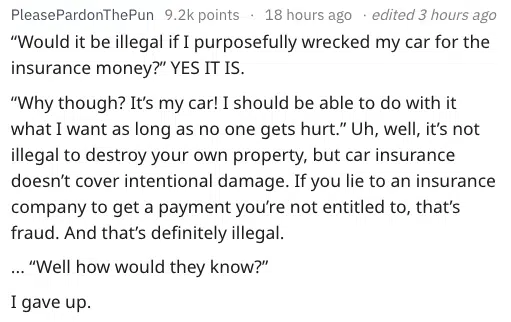 PleasePardonThePun 9.2k points · 18 hours ago · edited 3 hours ago
“Would it be illegal if I purposefully wrecked my car for the
insurance money?” YES IT IS.
“Why though? It’s my car! I should be able to do with it
what I want as long as no one gets hurt.” Uh, well, it’s not
illegal to destroy your own property, but car insurance
doesn’t cover intentional damage. If you lie to an insurance
company to get a payment you’re not entitled to, that’s
fraud. And that’s definitely illegal.
... “Well how would they know?”
I gave up.